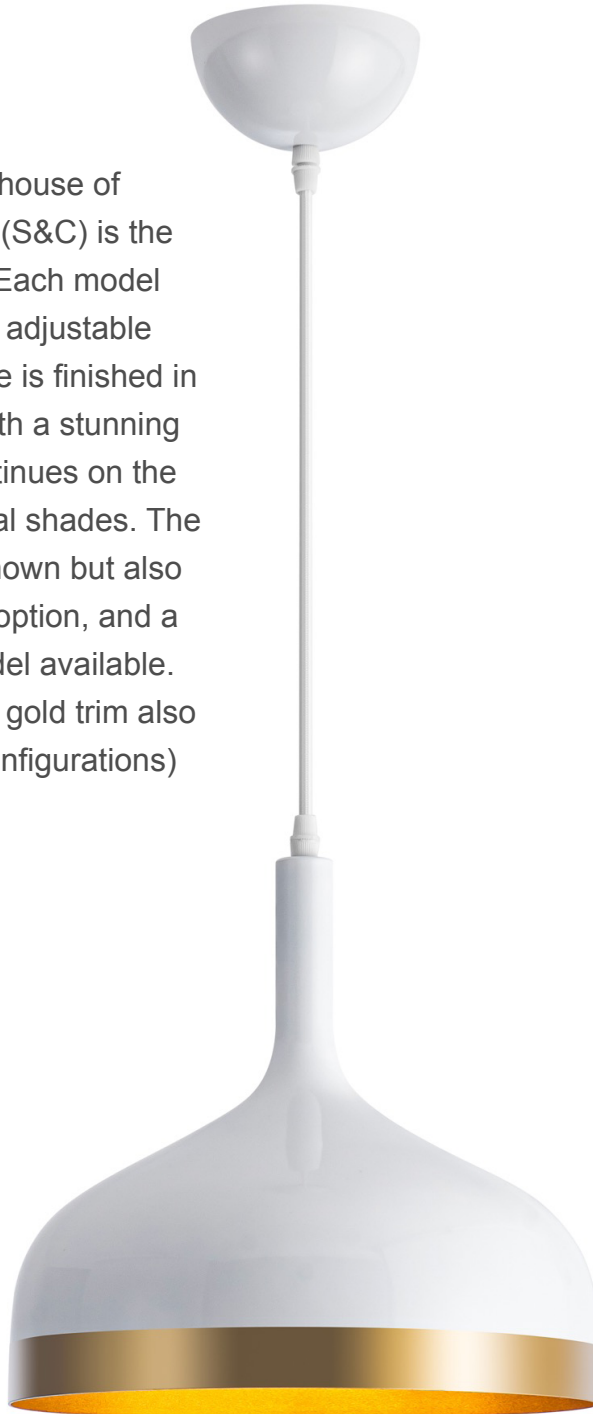 house of
(S&C) is the
Each model
adjustable
e is finished in
th a stunning
tinues on the
al shades. The
nown but also
option, and a
del available.
gold trim also
nfigurations)